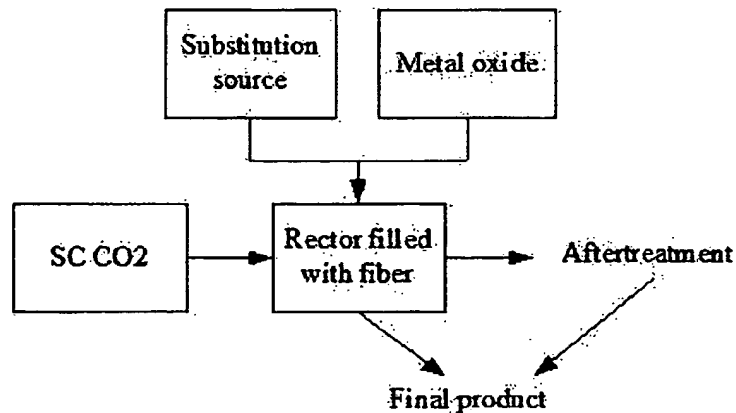 Substitution
source
Metal oxide
SC CO2
Rector filled
with fiber
Aftertreatment
Final product